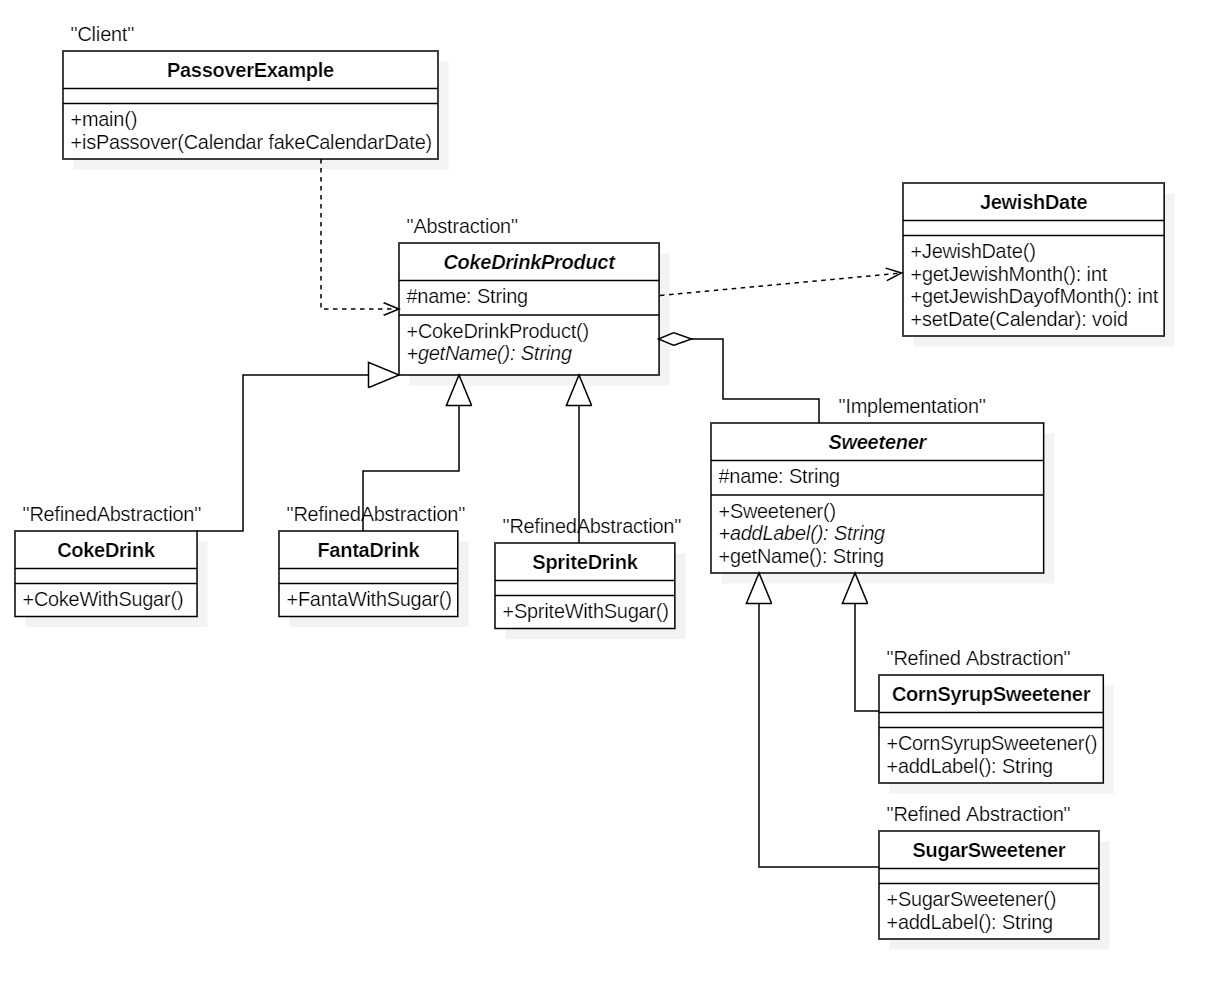 "Client"
PassoverExample
+main()
+isPassover(Calendar fakeCalendarDate)
"Abstraction"
CokeDrinkProduct
#name: String
+CokeDrinkProduct()
+getName(): String
JewishDate
+JewishDate()
+getJewishMonth(): int
+getJewishDayofMonth(): int
+setDate(Calendar): void
"Implementation"
Sweetener
#name: String
+Sweetener()
+addLabel(): String
+getName(): String
"RefinedAbstraction"
CokeDrink
+CokeWithSugar()
"RefinedAbstraction"
FantaDrink
+FantaWithSugar()
"RefinedAbstraction"
SpriteDrink
+SpriteWithSugar()
"Refined Abstraction"
CornSyrupSweetener
+CornSyrupSweetener()
+addLabel(): String
"Refined Abstraction"
SugarSweetener
+SugarSweetener()
+addLabel(): String